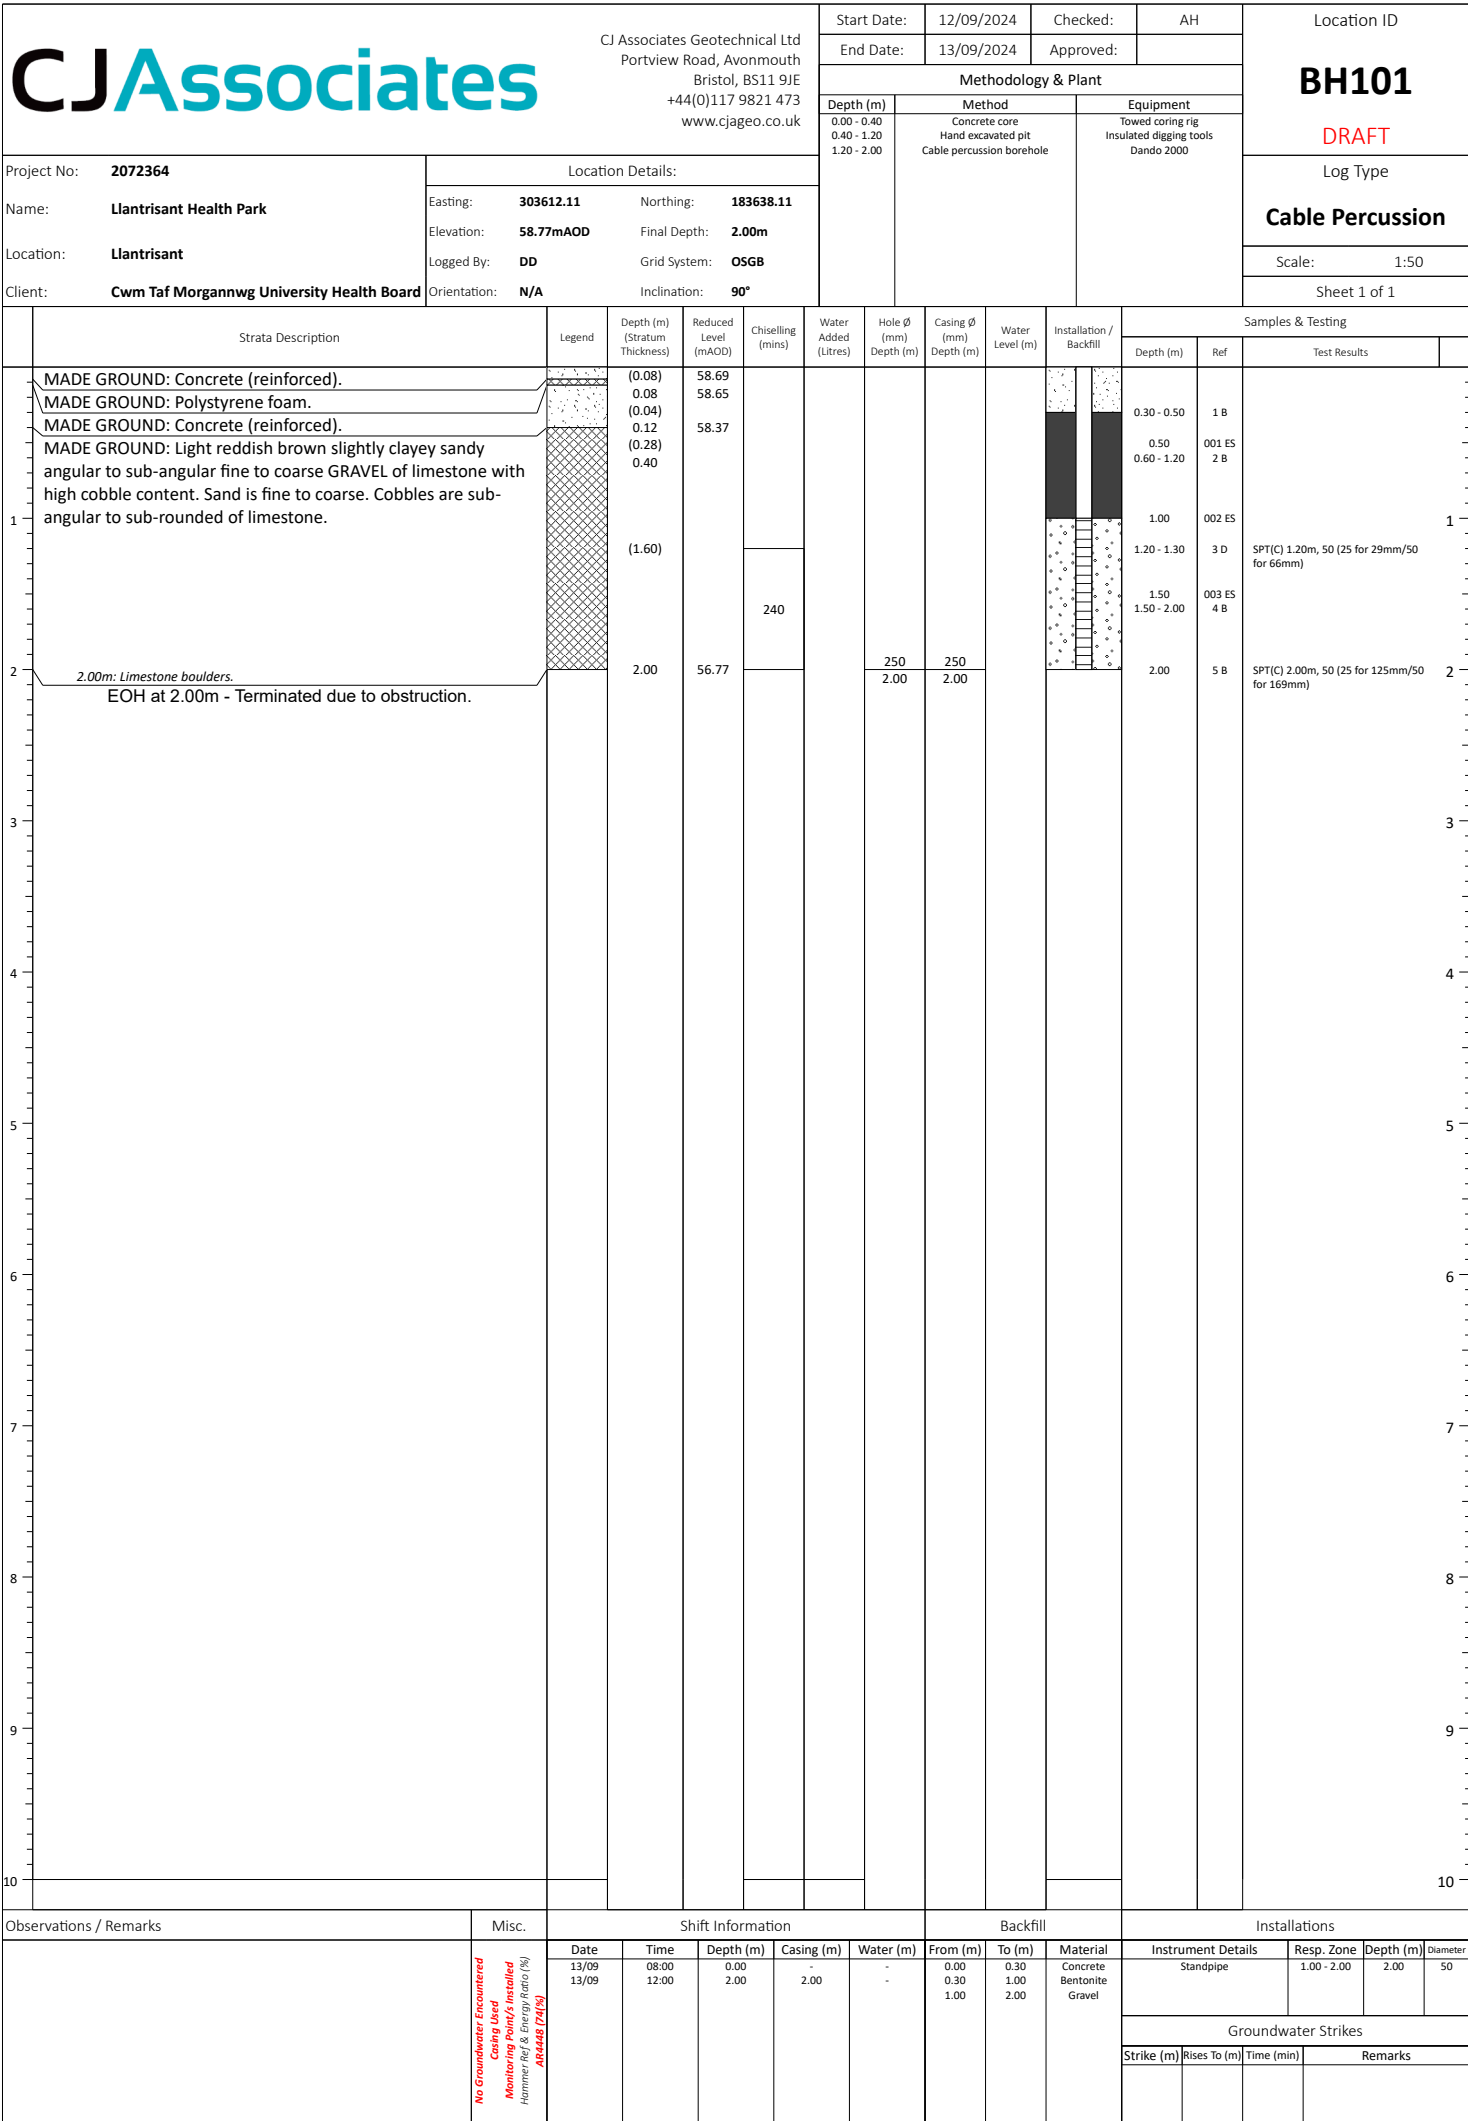 CJAssociates
CJ Associates Geotechnical Ltd
Portview Road, Avonmouth
Bristol, BS11 9JE
+44(0)117 9821 473
www.cjageo.co.uk
Start Date: 12/09/2024 Checked: AH
End Date: 13/09/2024 Approved:
Methodology & Plant
Depth (m) Method Equipment
0.00 - 0.40 Concrete core Towed coring rig
0.40 - 1.20 Hand excavated pit Insulated digging tools
1.20 - 2.00 Cable percussion borehole Dando 2000
Location ID
BH101
DRAFT
Log Type
Cable Percussion
Scale: 1:50
Sheet 1 of 1
Project No: 2072364
Name: Llantrisant Health Park
Location: Llantrisant
Client: Cwm Taf Morgannwg University Health Board
Location Details:
Easting: 303612.11 Northing: 183638.11
Elevation: 58.77mAOD Final Depth: 2.00m
Logged By: DD Grid System: OSGB
Orientation: N/A Inclination: 90°
Strata Description
Legend
Depth (m)
(Stratum
Thickness)
Reduced
Level
(mAOD)
Chiselling
(mins)
Water
Added
(Litres)
Hole Ø
(mm)
Depth (m)
Casing Ø
(mm)
Depth (m)
Water
Level (m)
Installation /
Backfill
Samples & Testing
Depth (m) Ref Test Results
MADE GROUND: Concrete (reinforced).
MADE GROUND: Polystyrene foam.
MADE GROUND: Concrete (reinforced).
MADE GROUND: Light reddish brown slightly clayey sandy
angular to sub-angular fine to coarse GRAVEL of limestone with
high cobble content. Sand is fine to coarse. Cobbles are sub-
angular to sub-rounded of limestone.
2.00m: Limestone boulders.
EOH at 2.00m - Terminated due to obstruction.
(0.08) 58.69
0.08 58.65
(0.04)
0.12 58.37
(0.28)
0.40
(1.60)
2.00 56.77
240
250 250
2.00 2.00
0.30 - 0.50 1 B
0.50 001 ES
0.60 - 1.20 2 B
1.00 002 ES
1.20 - 1.30 3 D SPT(C) 1.20m, 50 (25 for 29mm/50
for 66mm)
1.50 003 ES
1.50 - 2.00 4 B
2.00 5 B SPT(C) 2.00m, 50 (25 for 125mm/50
for 169mm)
1 1
2 2
3 3
4 4
5 5
6 6
7 7
8 8
9 9
10 10
Observations / Remarks
Misc.
No Groundwater Encountered
Casing Used
Monitoring Point/s Installed
Hammer Ref & Energy Ratio (%)
AR4448 (74(%)
Shift Information
Date Time Depth (m) Casing (m) Water (m)
13/09 08:00 0.00 - -
13/09 12:00 2.00 2.00 -
Backfill
From (m) To (m) Material
0.00 0.30 Concrete
0.30 1.00 Bentonite
1.00 2.00 Gravel
Installations
Instrument Details Resp. Zone Depth (m) Diameter
Standpipe 1.00 - 2.00 2.00 50
Groundwater Strikes
Strike (m) Rises To (m) Time (min) Remarks